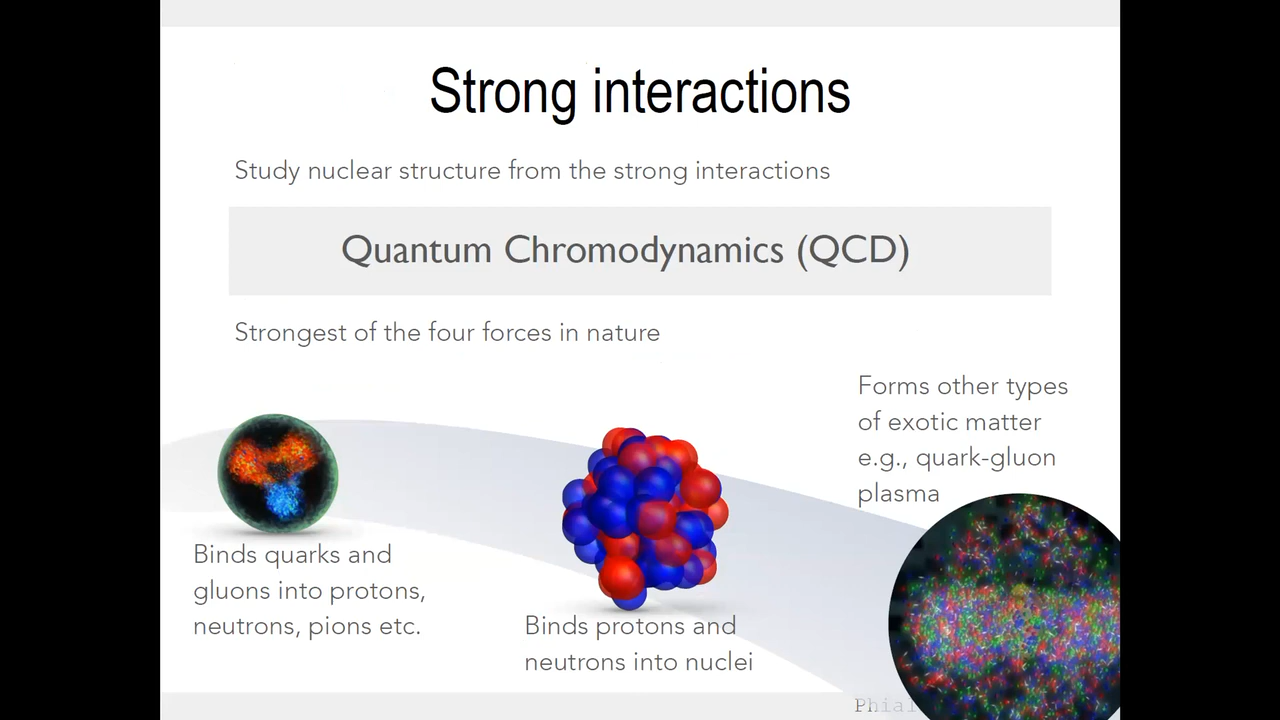 Strong interactions
Study nuclear structure from the strong interactions
Quantum Chromodynamics (QCD)
Strongest of the four forces in nature
Forms other types
of exotic matter
e.g., quark-gluon
plasma
Binds quarks and
gluons into protons,
neutrons, pions etc.
Binds protons and
neutrons into nuclei